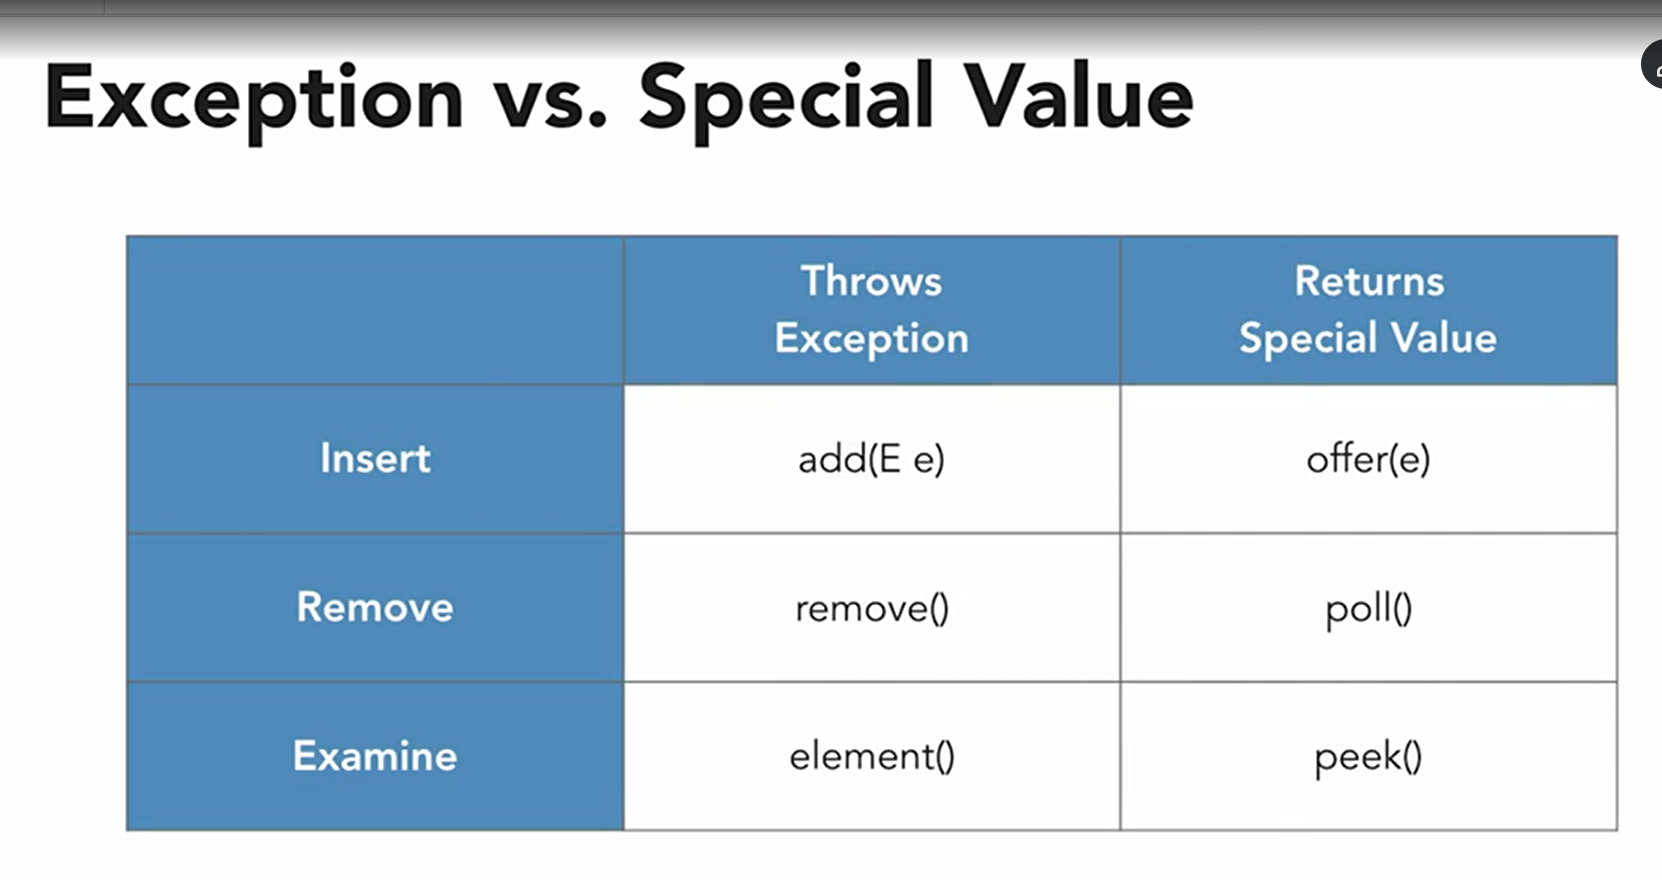 Exception vs. Special Value
Throws
Exception
Returns
Special Value
Insert
add(E e)
offer(e)
Remove
remove()
poll()
Examine
element()
peek()